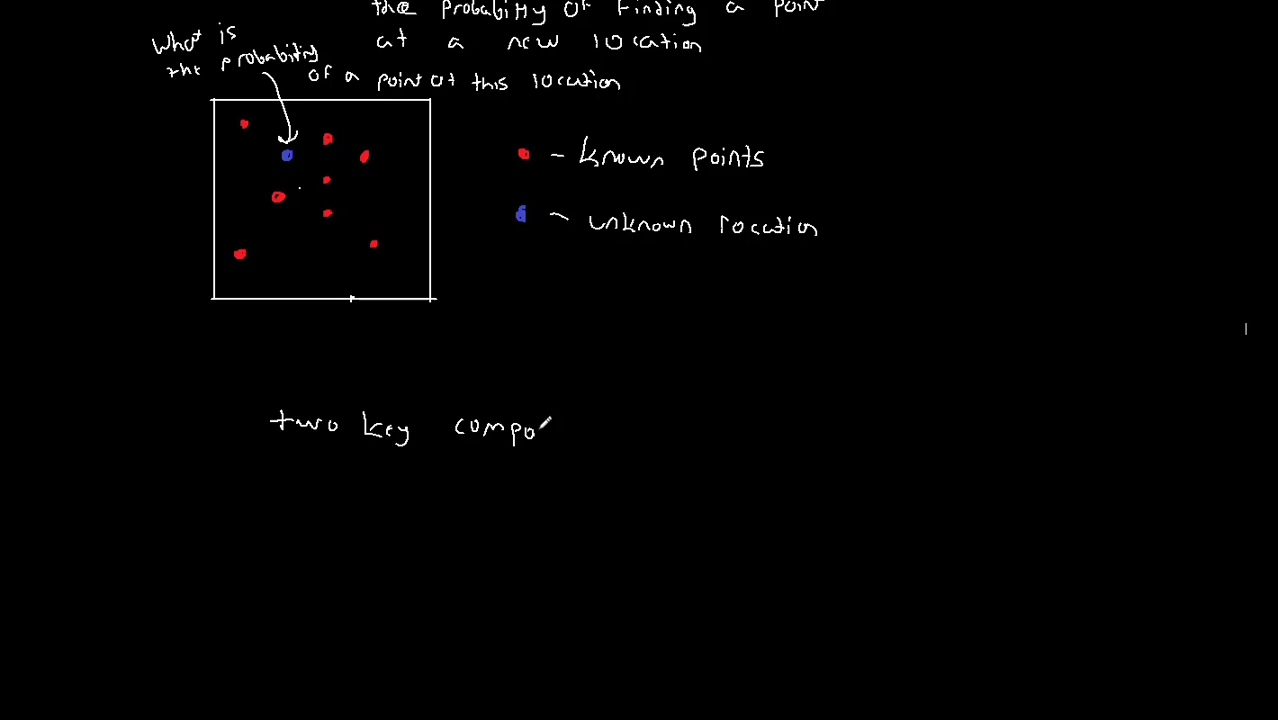 the probability of finding a point
at a new location
What is
the probability
of a point at this location
- known points
~ unknown location
two key compo